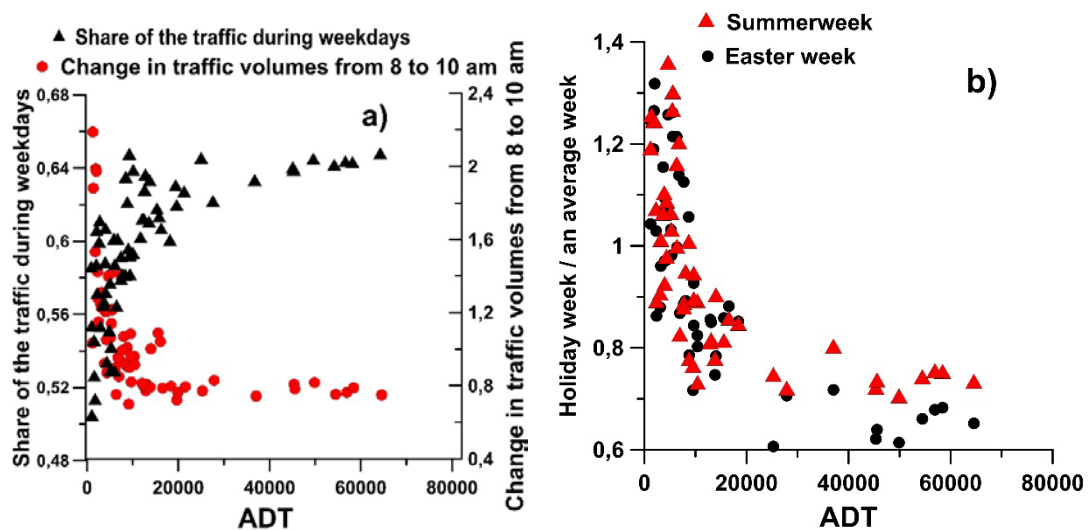 Share of the traffic during weekdays
Change in traffic volumes from 8 to 10 am
a)
Share of the traffic during weekdays
0,68
0,64
0,6
0,56
0,52
0,48
2,4
2
1,6
1,2
0,8
0,4
Change in traffic volumes from 8 to 10 am
0
20000
40000
60000
80000
ADT
Summerweek
Easter week
b)
Holiday week / an average week
1,4
1,2
1
0,8
0,6
0
20000
40000
60000
80000
ADT